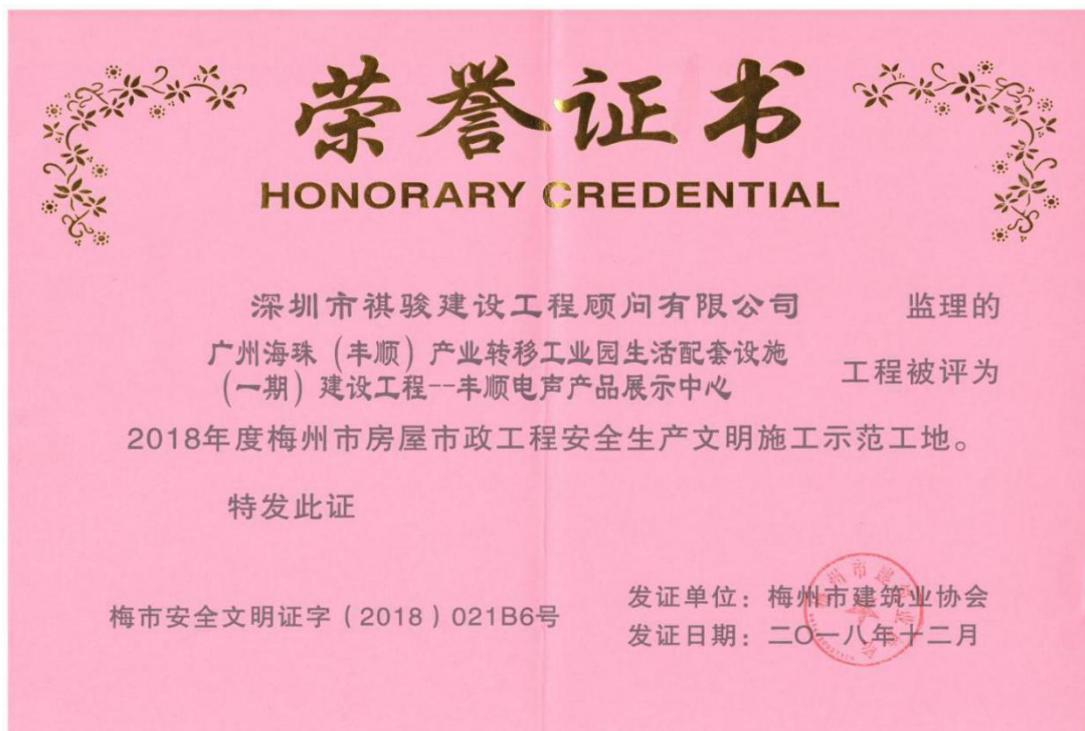 荣誉证书
HONORARY CREDENTIAL
深圳市祺骏建设工程顾问有限公司 监理的
广州海珠（丰顺）产业转移工业园生活配套设施
（一期）建设工程--丰顺电声产品展示中心 工程被评为
2018年度梅州市房屋市政工程安全生产文明施工示范工地。
特发此证
梅市安全文明证字（2018）021B6号
发证单位：梅州市建筑业协会
发证日期：二〇一八年十二月